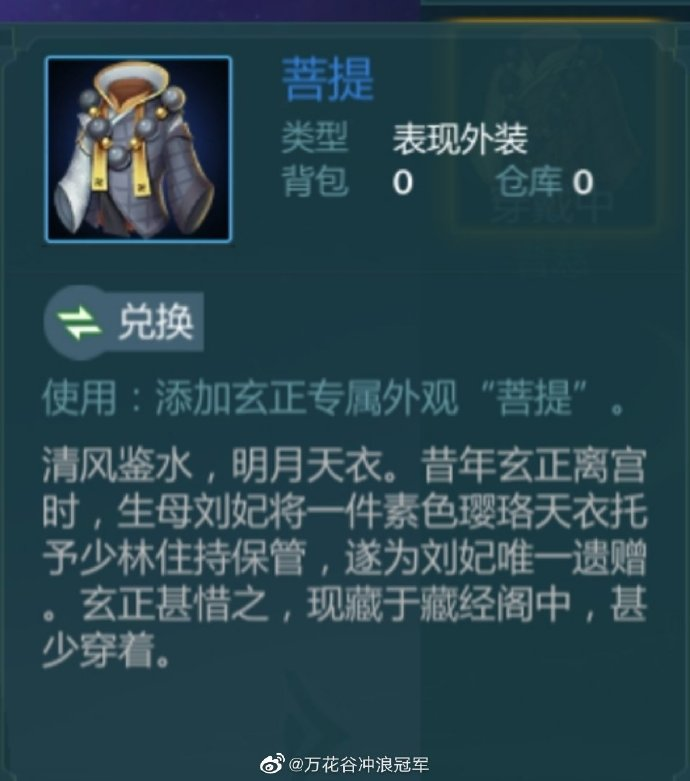 菩提
类型 表现外装
背包 0 仓库 0
穿戴中
兑换
使用：添加玄正专属外观“菩提”。
清风鉴水，明月天衣。昔年玄正离宫
时，生母刘妃将一件素色璎珞天衣托
予少林住持保管，遂为刘妃唯一遗赠
。玄正甚惜之，现藏于藏经阁中，甚
少穿着。
@万花谷冲浪冠军